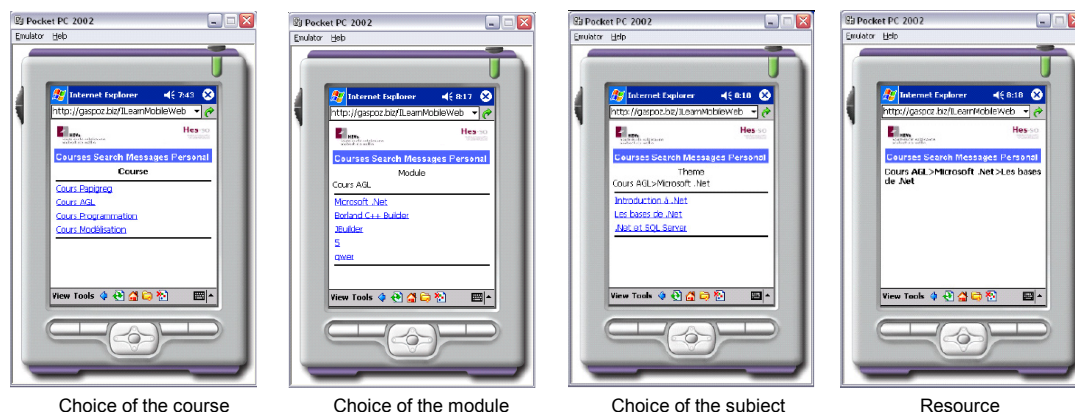 Pocket PC 2002
Emulator Help
Internet Explorer 7:43
http://gaspoz.biz/ILearnMobileWeb
HEVs
Hes-so
Courses Search Messages Personal
Course
Cours Papigreg
Cours AGL
Cours Programmation
Cours Modélisation
View Tools
Choice of the course
Pocket PC 2002
Emulator Help
Internet Explorer 8:17
http://gaspoz.biz/ILearnMobileWeb
HEVs
Hes-so
Courses Search Messages Personal
Module
Cours AGL
Microsoft .Net
Borland C++ Builder
JBuilder
5
qwer
View Tools
Choice of the module
Pocket PC 2002
Emulator Help
Internet Explorer 8:18
http://gaspoz.biz/ILearnMobileWeb
HEVs
Hes-so
Courses Search Messages Personal
Theme
Cours AGL>Microsoft .Net
Introduction à .Net
Les bases de .Net
.Net et SQL Server
View Tools
Choice of the subject
Pocket PC 2002
Emulator Help
Internet Explorer 8:18
http://gaspoz.biz/ILearnMobileWeb
HEVs
Hes-so
Courses Search Messages Personal
Cours AGL>Microsoft .Net>Les bases
de .Net
View Tools
Resource